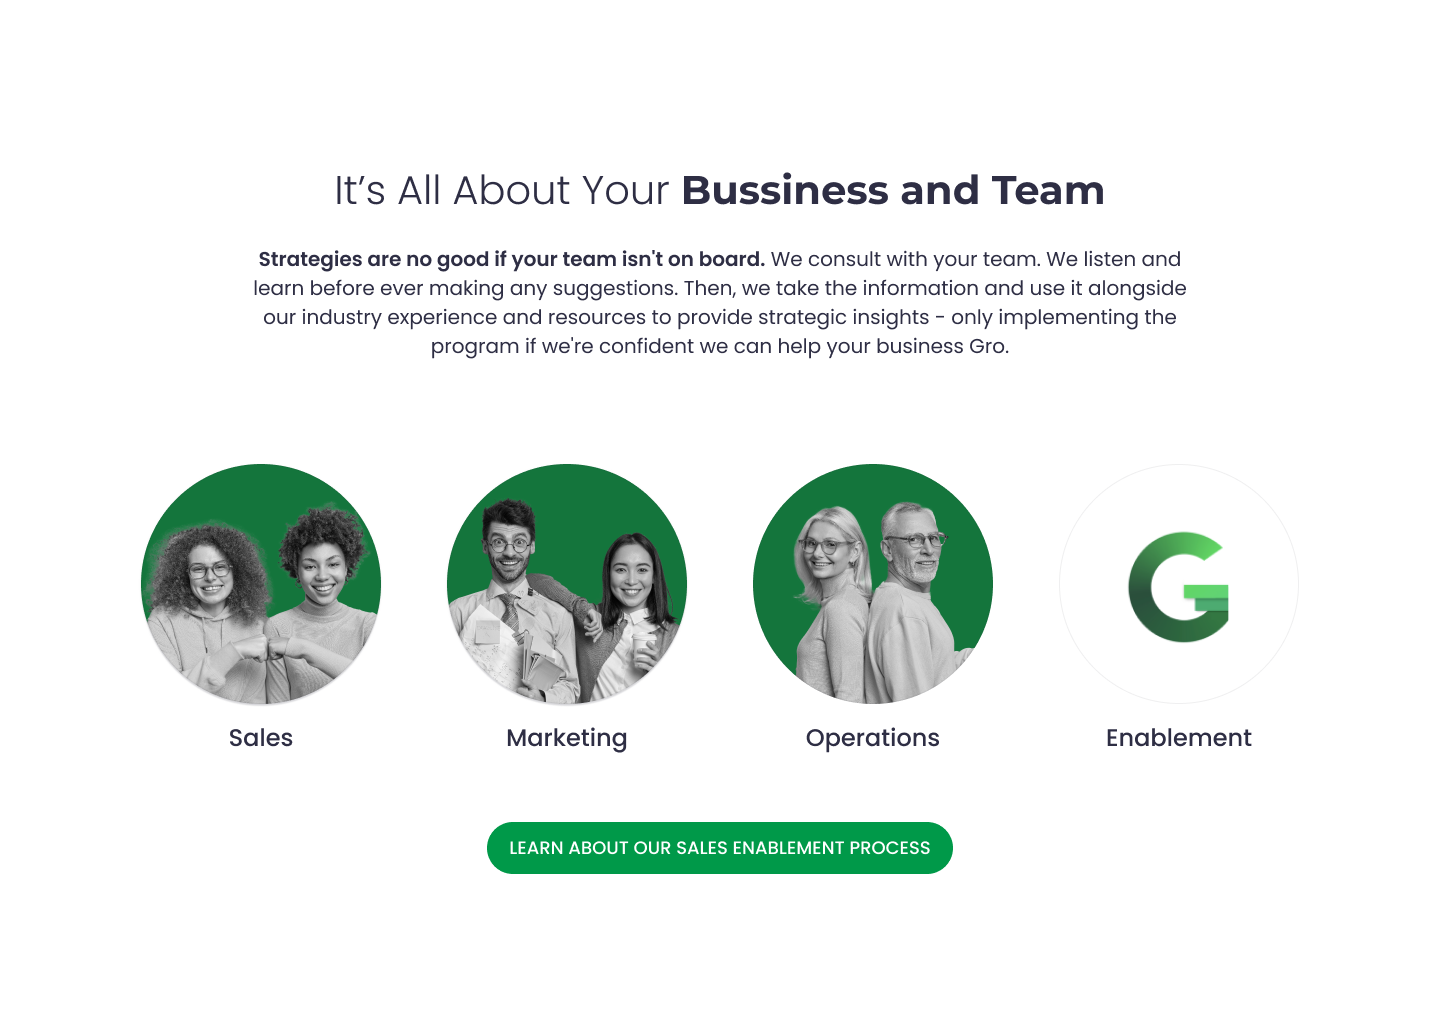 It’s All About Your Bussiness and Team
Strategies are no good if your team isn't on board. We consult with your team. We listen and
learn before ever making any suggestions. Then, we take the information and use it alongside
our industry experience and resources to provide strategic insights - only implementing the
program if we're confident we can help your business Gro.
Sales
Marketing
Operations
Enablement
LEARN ABOUT OUR SALES ENABLEMENT PROCESS